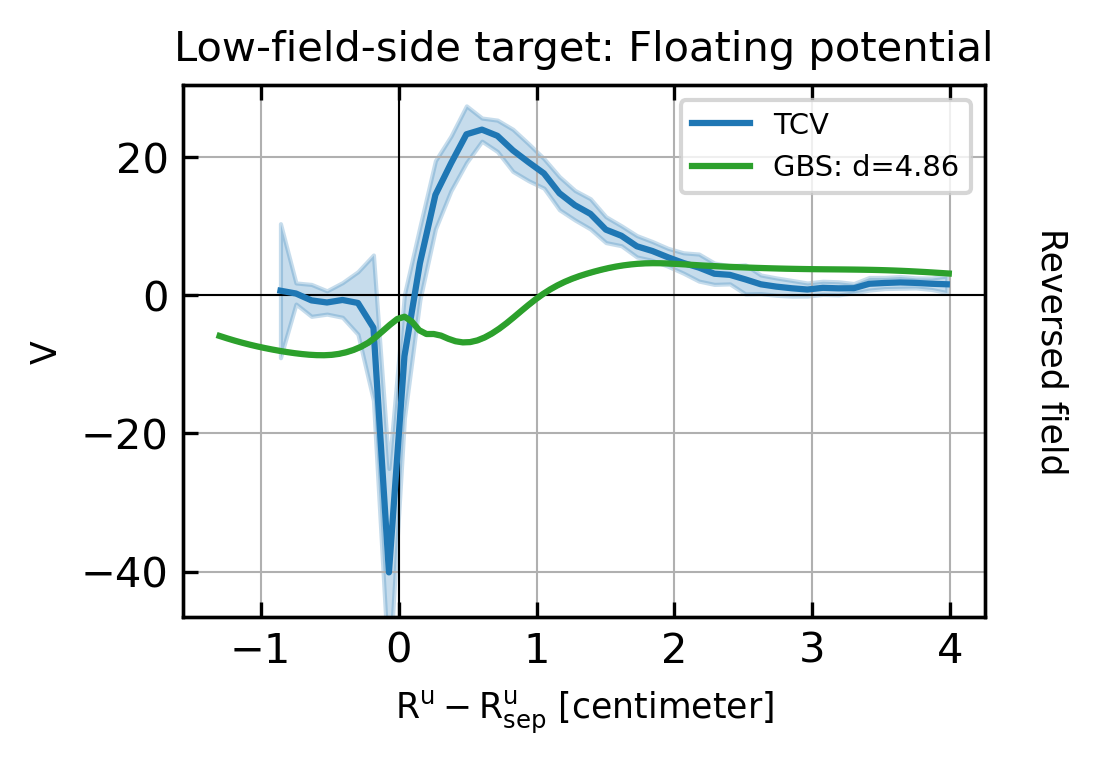 Low-field-side target: Floating potential
TCV
GBS: d=4.86
20
0
−20
−40
V
Reversed field
−1 0 1 2 3 4
Rᵘ − Rᵘsep [centimeter]